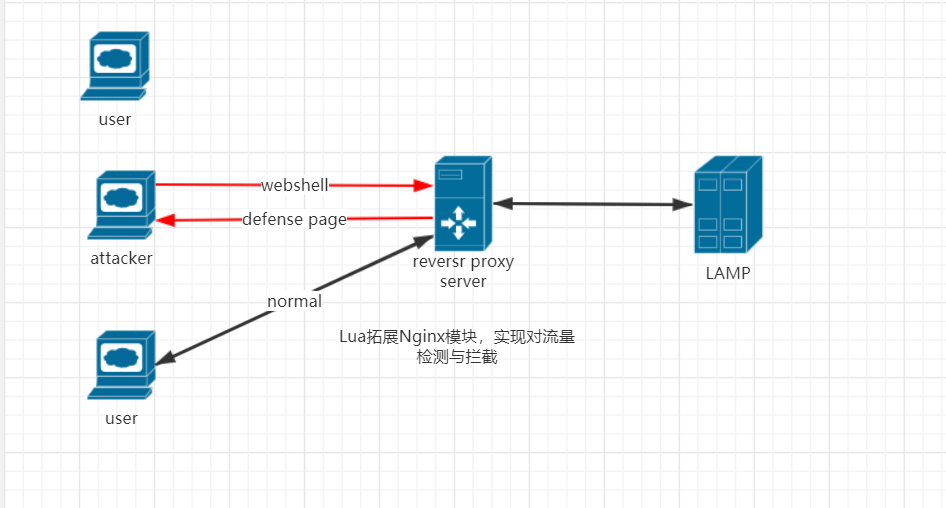 user
webshell
defense page
attacker
reversr proxy
server
LAMP
normal
Lua拓展Nginx模块，实现对流量
检测与拦截
user